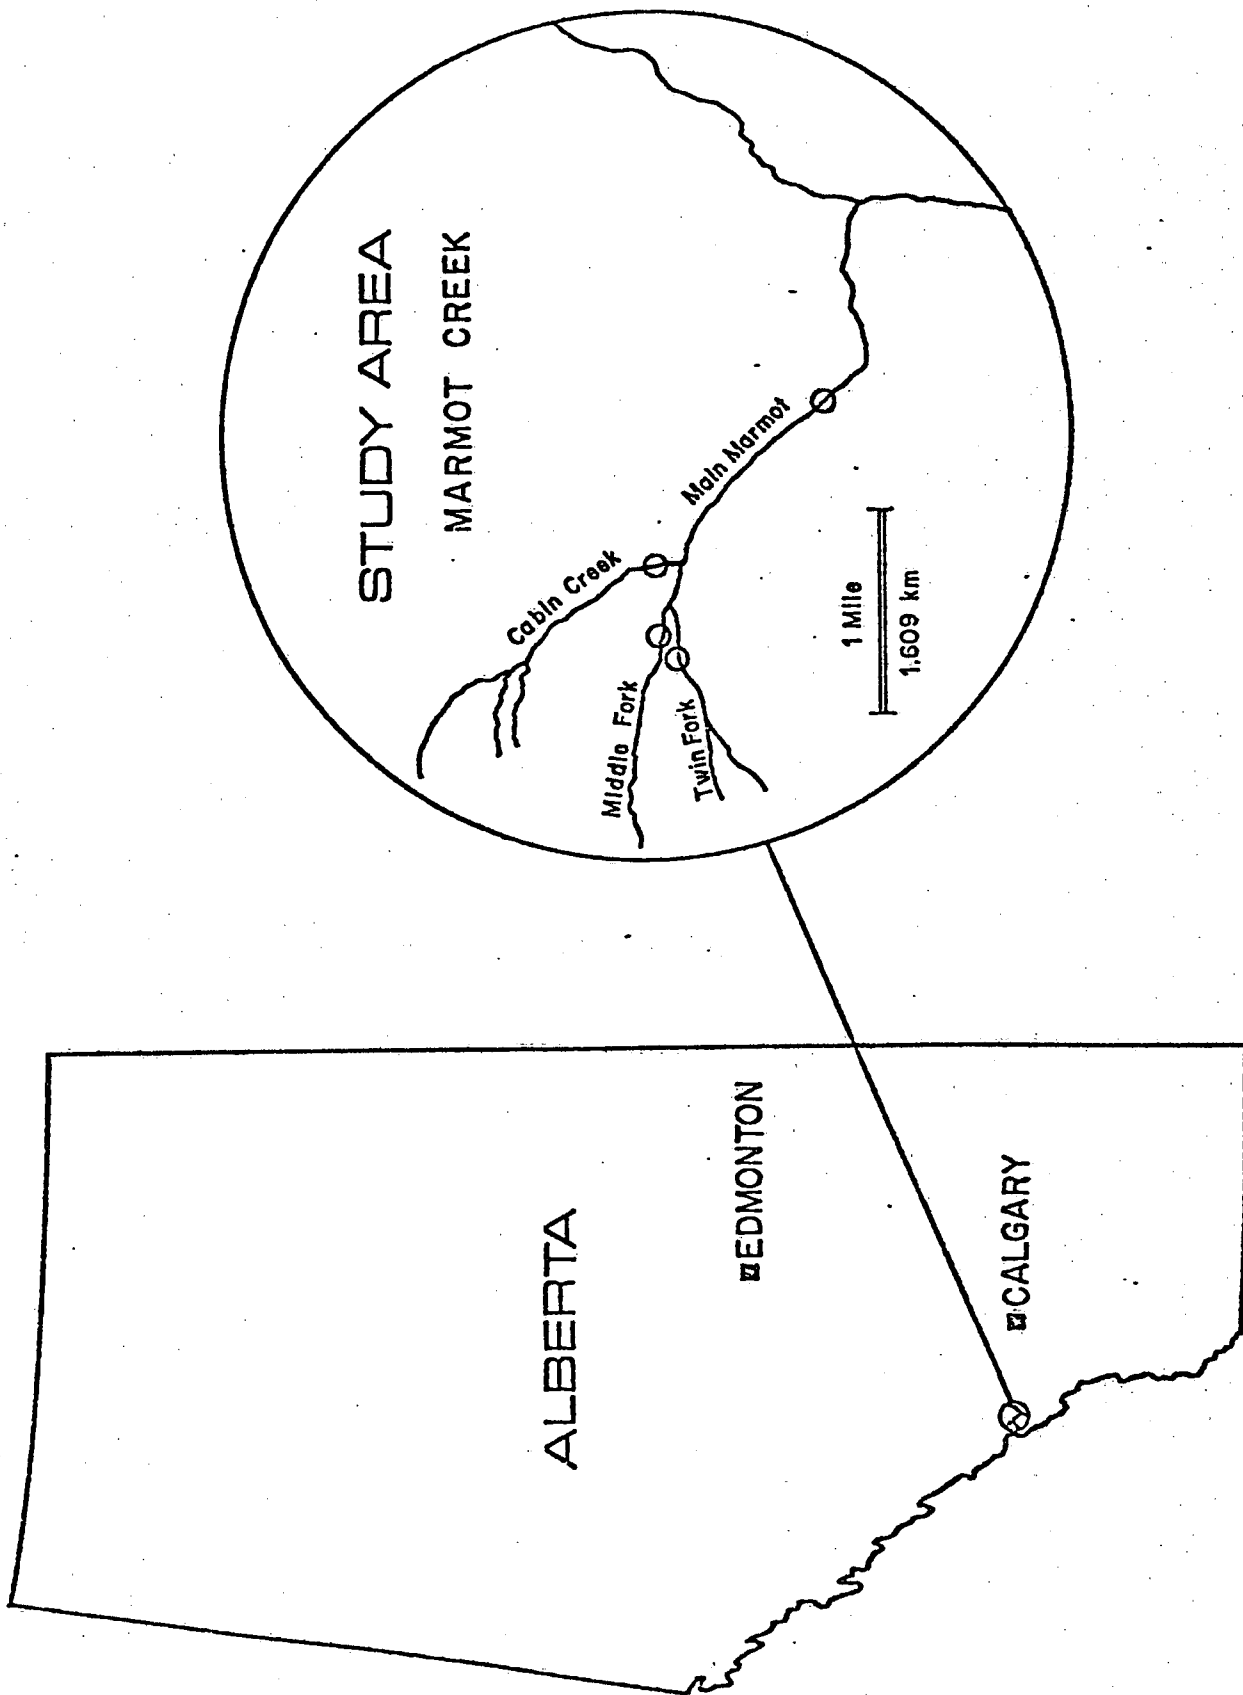 STUDY AREA
MARMOT CREEK
Cabin Creek
Main Marmot
Middle Fork
Twin Fork
1 Mile
1.609 km
ALBERTA
EDMONTON
CALGARY